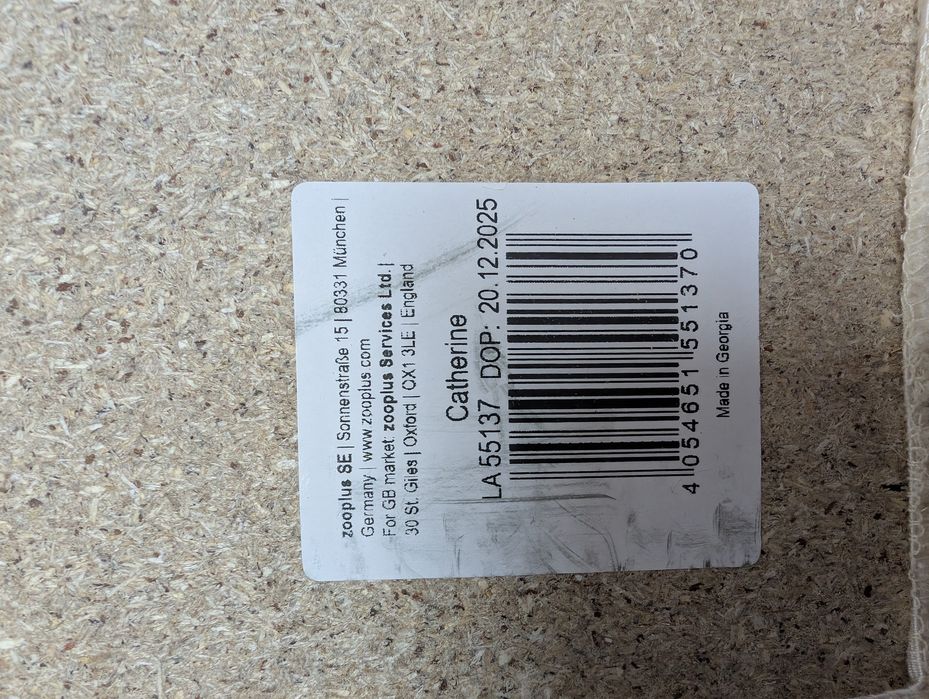 zooplus SE | Sonnenstraße 15 | 80331 München |
Germany | www.zooplus.com
For GB market: zooplus Services Ltd. |
30 St. Giles | Oxford | OX1 3LE | England
Catherine
LA 55137 DOP: 20.12.2025
4 054651 551370
Made in Georgia